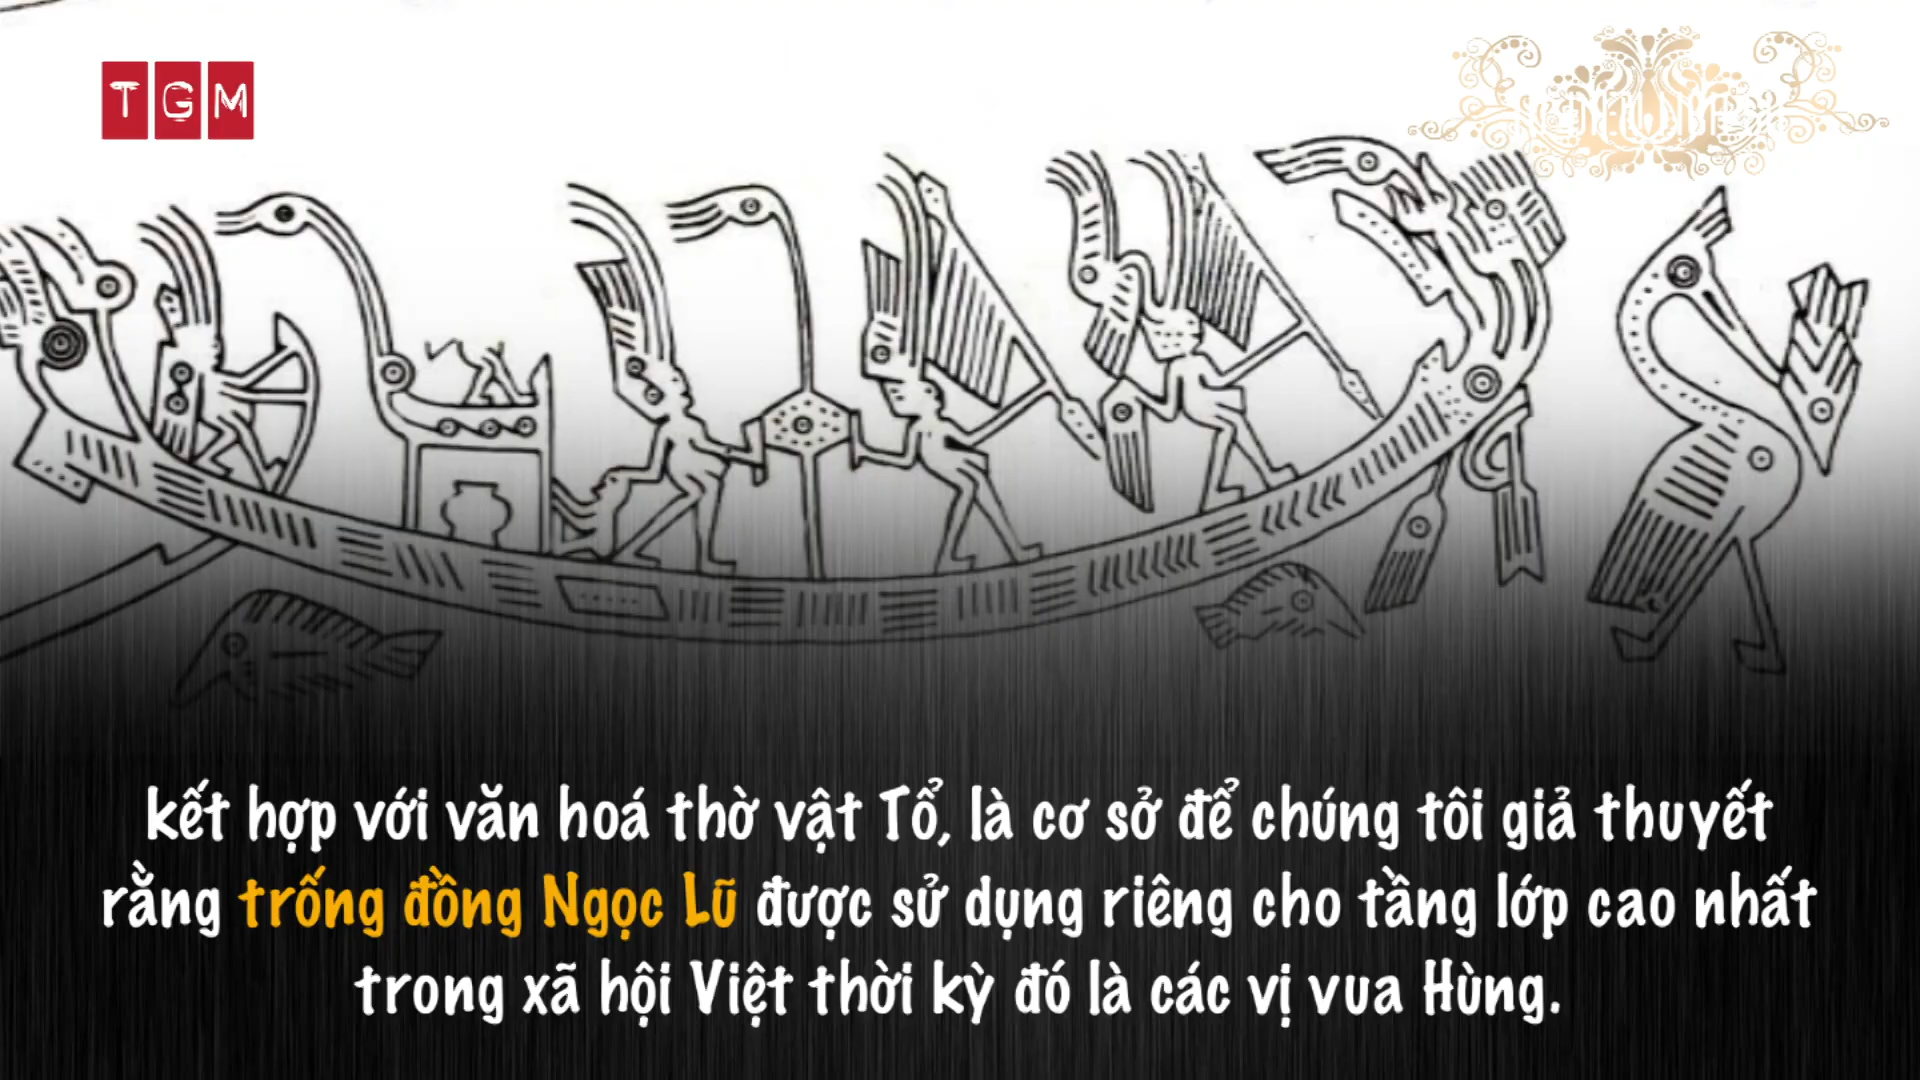 TGM
kết hợp với văn hoá thờ vật Tổ, là cơ sở để chúng tôi giả thuyết
rằng trống đồng Ngọc Lũ được sử dụng riêng cho tầng lớp cao nhất
trong xã hội Việt thời kỳ đó là các vị vua Hùng.